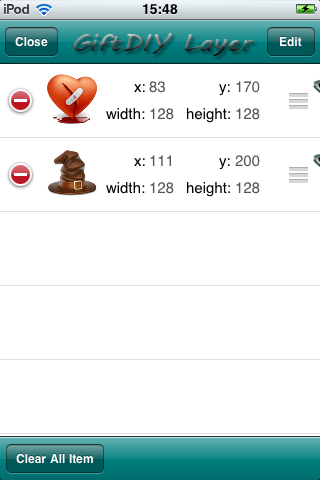 iPod 15:48
Close GiftDIY Layer Edit
x: 83 y: 170
width: 128 height: 128
x: 111 y: 200
width: 128 height: 128
Clear All Item